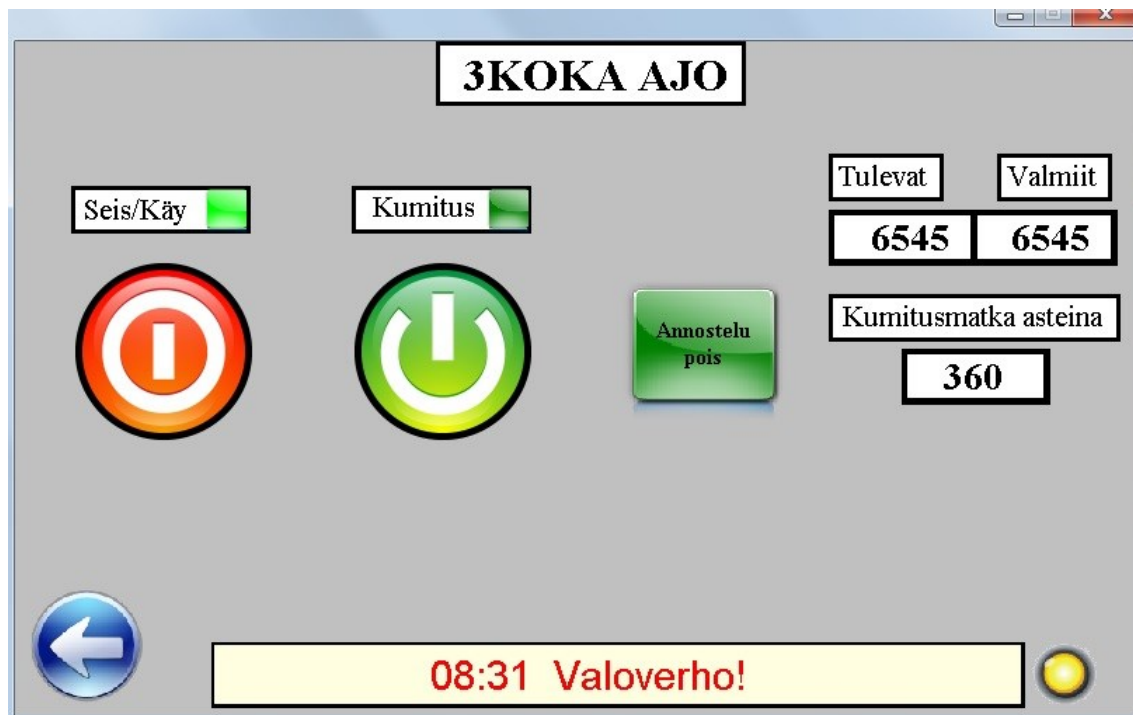 3KOKA AJO
Tulevat Valmiit
Seis/Käy Kumitus
6545 6545
Kumitusmatka asteina
Annostelu
pois
360
08:31 Valoverho!